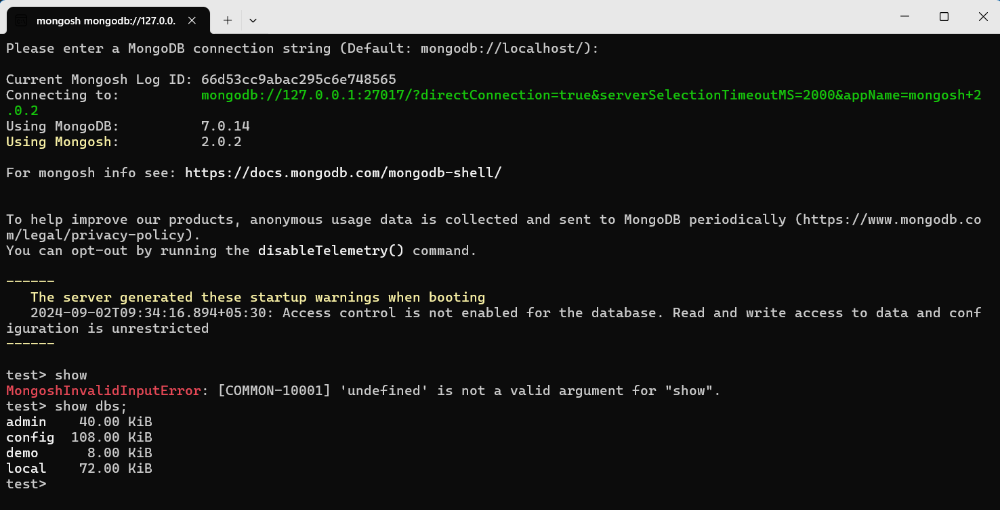 mongosh mongodb://127.0.0.
Please enter a MongoDB connection string (Default: mongodb://localhost/):
Current Mongosh Log ID: 66d53cc9abac295c6e748565
Connecting to:          mongodb://127.0.0.1:27017/?directConnection=true&serverSelectionTimeoutMS=2000&appName=mongosh+2
.0.2
Using MongoDB:          7.0.14
Using Mongosh:          2.0.2
For mongosh info see: https://docs.mongodb.com/mongodb-shell/
To help improve our products, anonymous usage data is collected and sent to MongoDB periodically (https://www.mongodb.co
m/legal/privacy-policy).
You can opt-out by running the disableTelemetry() command.
------
   The server generated these startup warnings when booting
   2024-09-02T09:34:16.894+05:30: Access control is not enabled for the database. Read and write access to data and conf
iguration is unrestricted
------
test> show
MongoshInvalidInputError: [COMMON-10001] 'undefined' is not a valid argument for "show".
test> show dbs;
admin    40.00 KiB
config  108.00 KiB
demo      8.00 KiB
local    72.00 KiB
test>